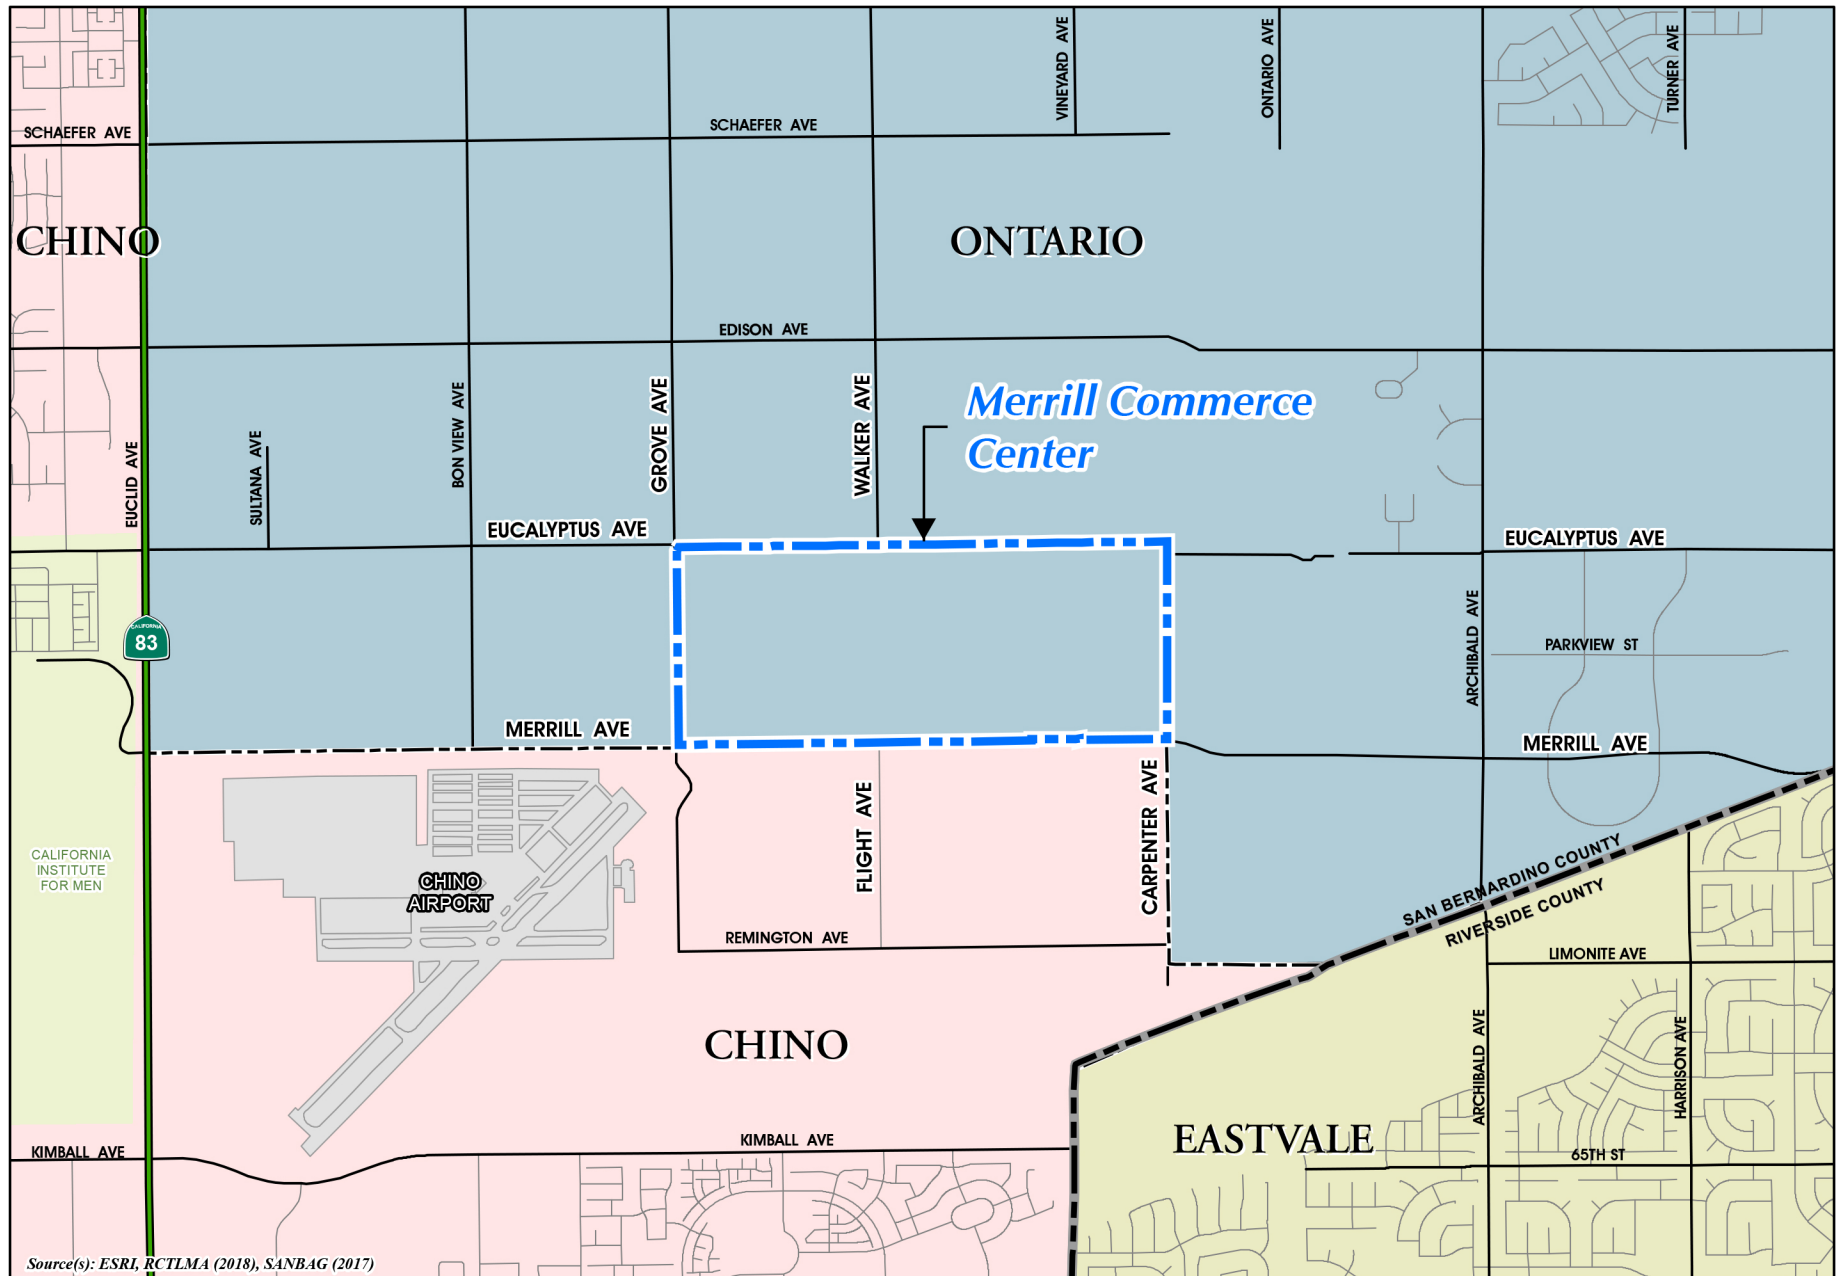 VINEYARD AVE
ONTARIO AVE
TURNER AVE
SCHAEFER AVE
SCHAEFER AVE
CHINO
ONTARIO
EDISON AVE
EUCLID AVE
SULTANA AVE
BON VIEW AVE
GROVE AVE
WALKER AVE
Merrill Commerce
Center
EUCALYPTUS AVE
EUCALYPTUS AVE
CALIFORNIA
83
ARCHIBALD AVE
PARKVIEW ST
MERRILL AVE
MERRILL AVE
CALIFORNIA
INSTITUTE
FOR MEN
CHINO
AIRPORT
FLIGHT AVE
CARPENTER AVE
SAN BERNARDINO COUNTY
RIVERSIDE COUNTY
REMINGTON AVE
LIMONITE AVE
CHINO
ARCHIBALD AVE
HARRISON AVE
EASTVALE
KIMBALL AVE
KIMBALL AVE
65TH ST
Source(s): ESRI, RCTLMA (2018), SANBAG (2017)